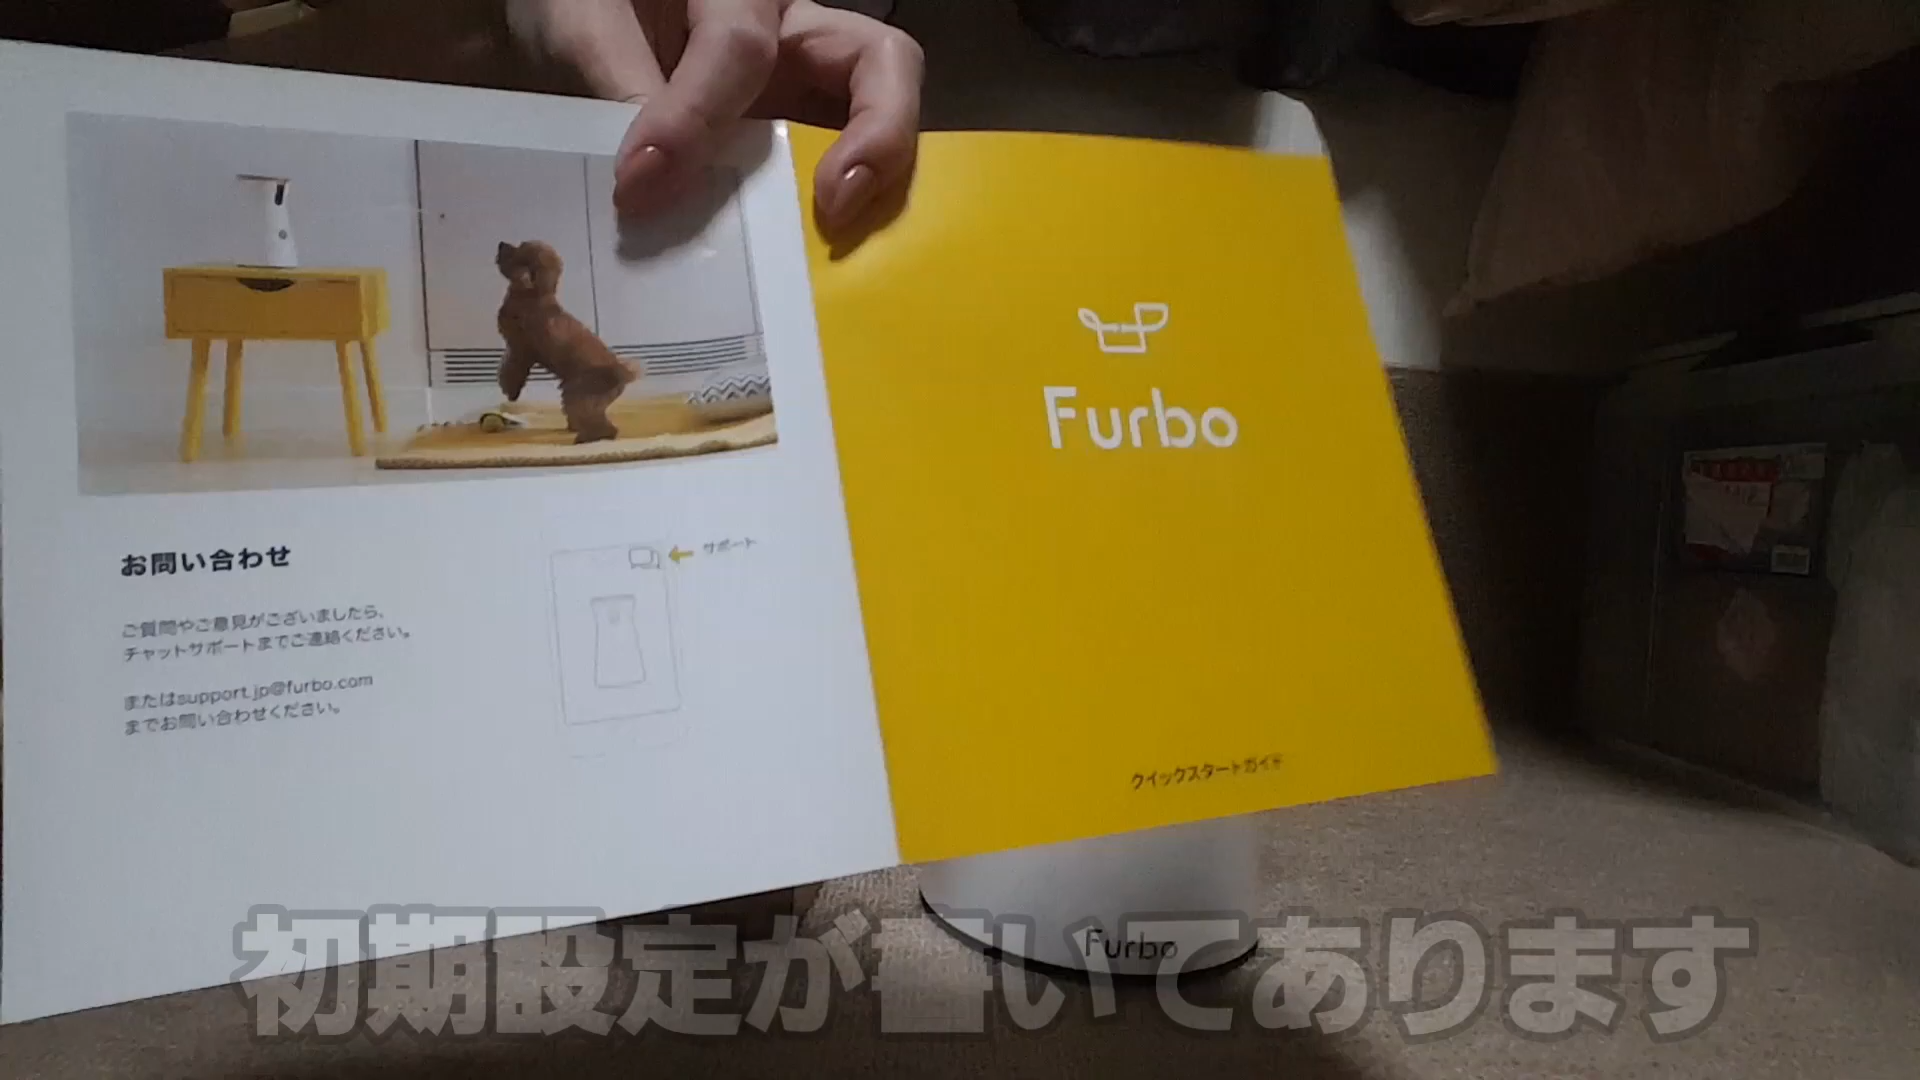 お問い合わせ
ご質問やご意見がございましたら、
チャットサポートまでご連絡ください。
またはsupport.jp@furbo.com
までお問い合わせください。
サポート
Furbo
クイックスタートガイド
Furbo
初期設定が書いてあります